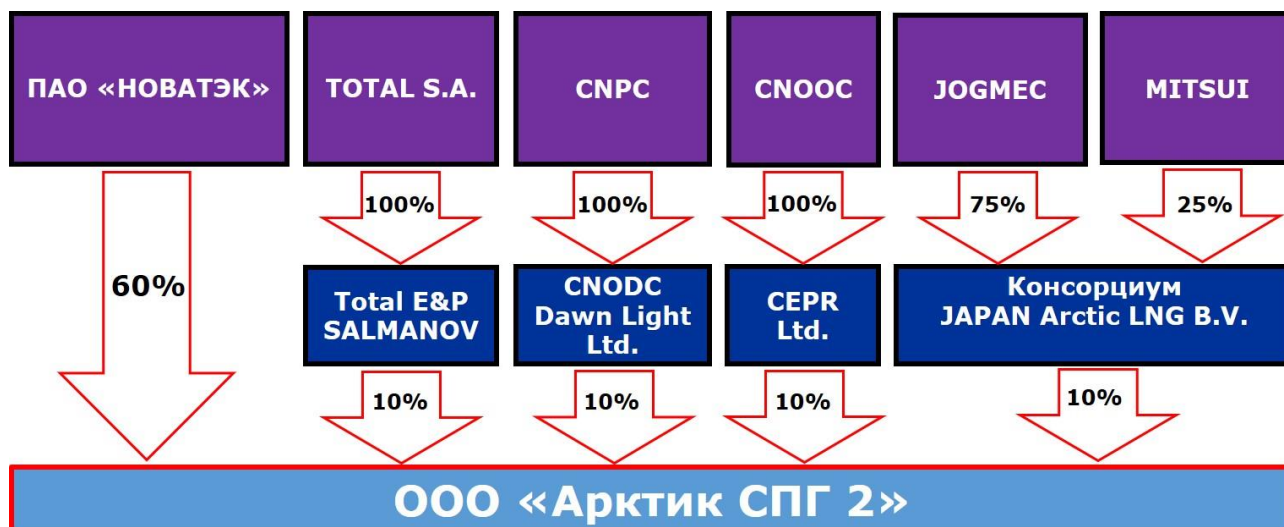 ПАО «НОВАТЭК»
TOTAL S.A.
CNPC
CNOOC
JOGMEC
MITSUI
60%
100%
100%
100%
75%
25%
Total E&P
SALMANOV
CNODC
Dawn Light
Ltd.
CEPR
Ltd.
Консорциум
JAPAN Arctic LNG B.V.
10%
10%
10%
10%
ООО «Арктик СПГ 2»